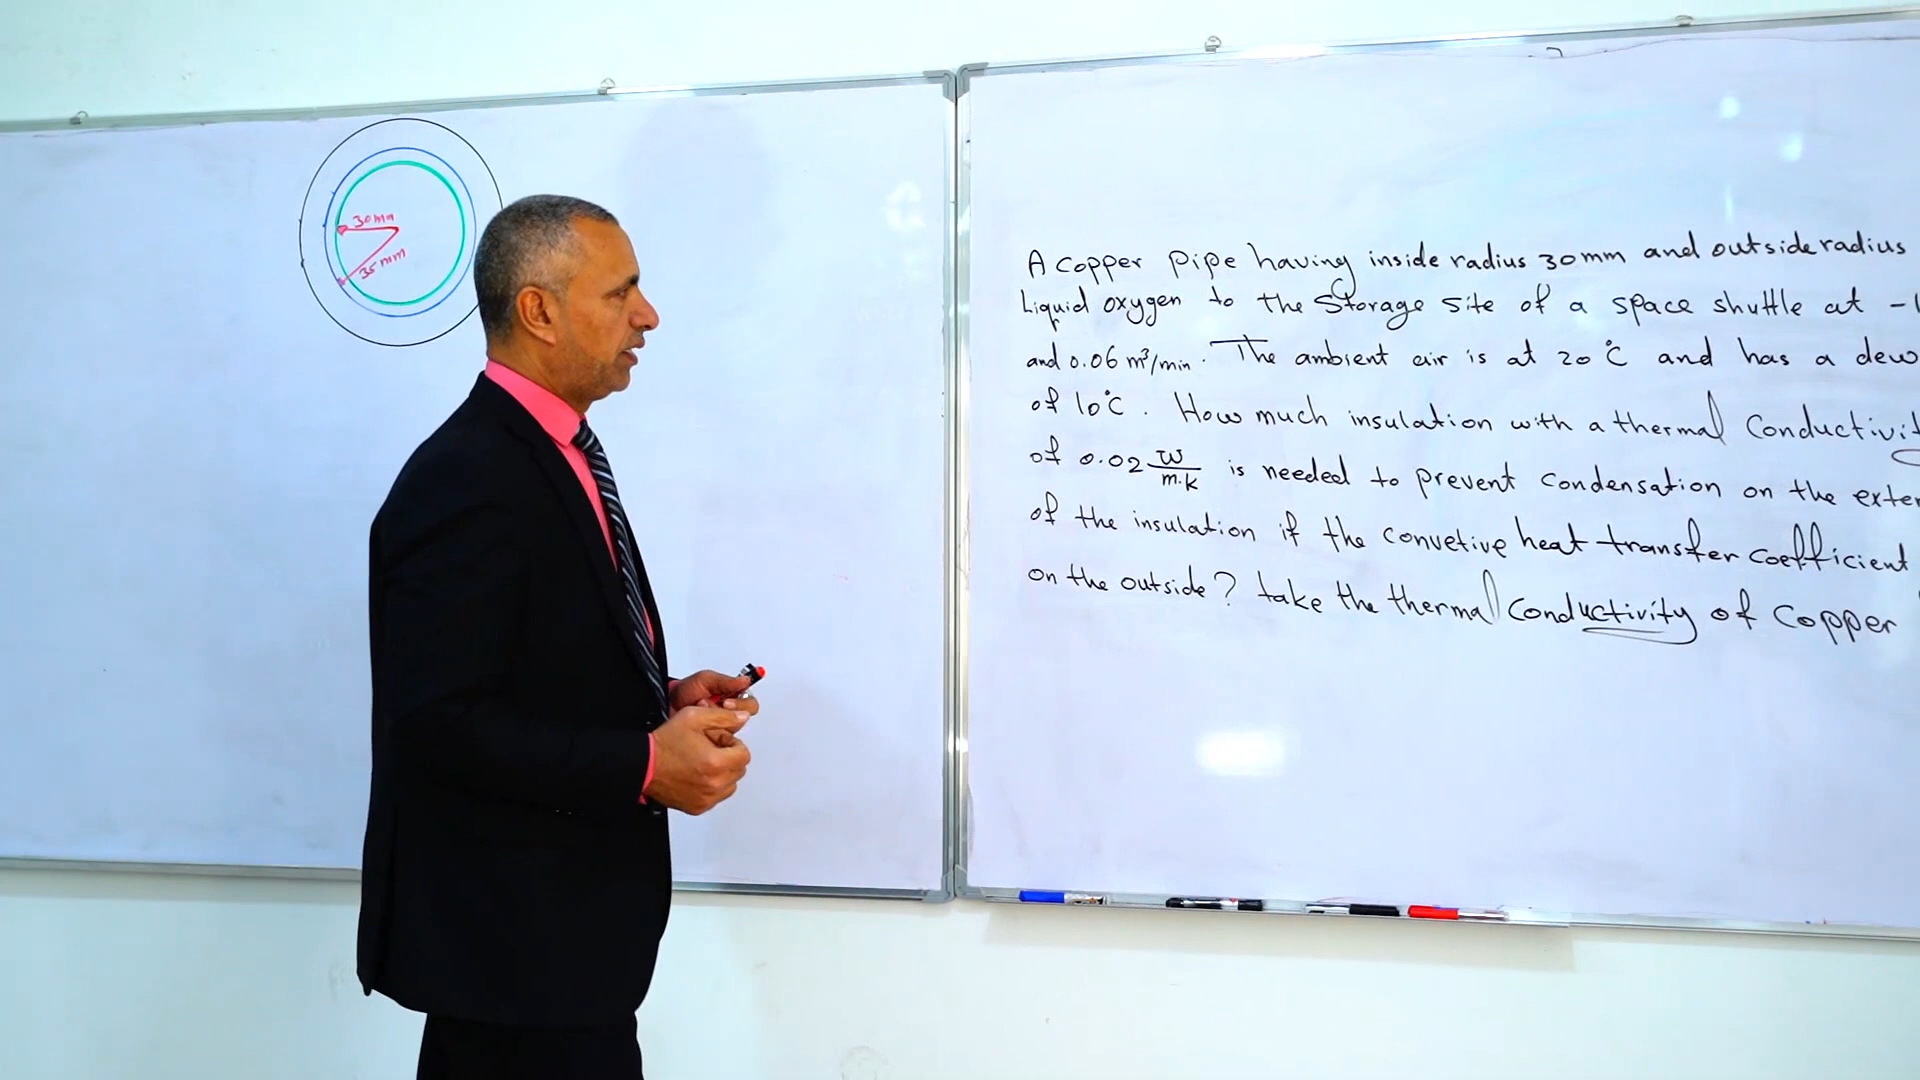 30mm
35mm
A copper pipe having inside radius 30mm and outside radius
Liquid oxygen to the storage site of a space shuttle at -1
and 0.06 m³/min. The ambient air is at 20°C and has a dew
of 10°C. How much insulation with a thermal conductivit
of 0.02 W/m.k is needed to prevent condensation on the exter
of the insulation if the convetive heat transfer coefficient
on the outside? take the thermal conductivity of copper